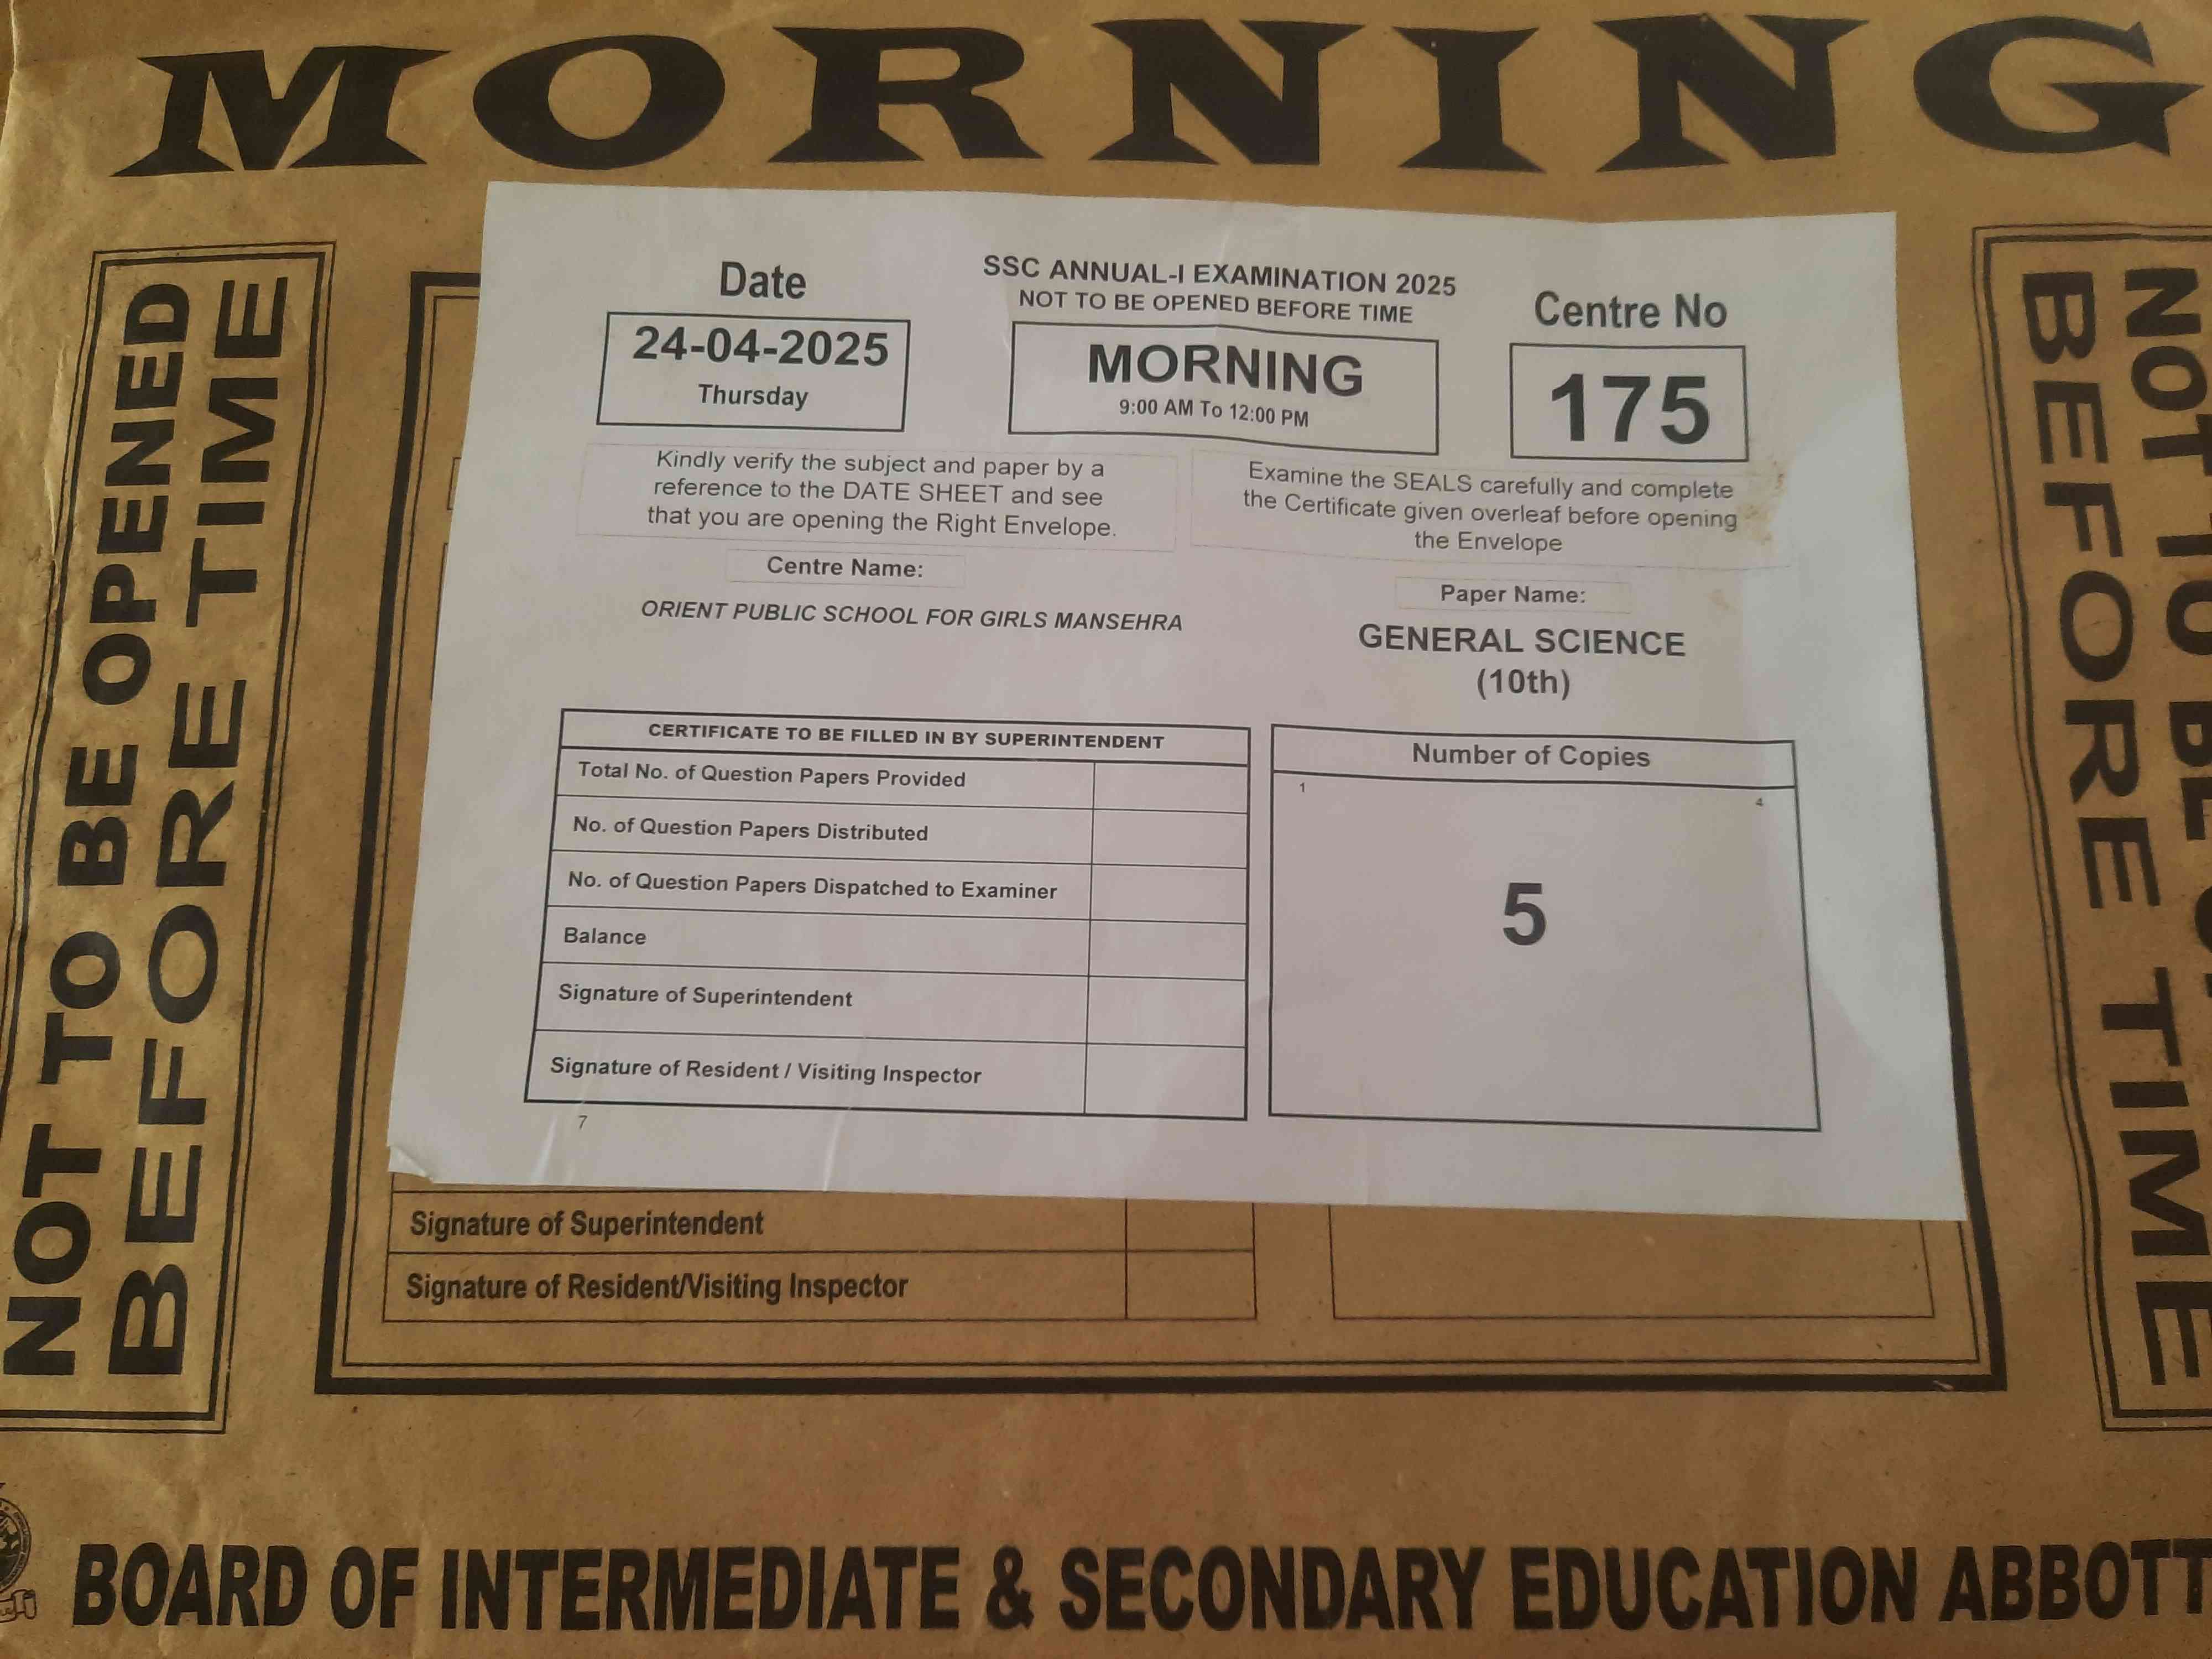 MORNING
NOT TO BE OPENED
BEFORE TIME
Date
24-04-2025
Thursday
SSC ANNUAL-I EXAMINATION 2025
NOT TO BE OPENED BEFORE TIME
MORNING
9:00 AM To 12:00 PM
Centre No
175
Kindly verify the subject and paper by a
reference to the DATE SHEET and see
that you are opening the Right Envelope.
Examine the SEALS carefully and complete
the Certificate given overleaf before opening
the Envelope
Centre Name:
ORIENT PUBLIC SCHOOL FOR GIRLS MANSEHRA
Paper Name:
GENERAL SCIENCE
(10th)
CERTIFICATE TO BE FILLED IN BY SUPERINTENDENT
Total No. of Question Papers Provided
No. of Question Papers Distributed
No. of Question Papers Dispatched to Examiner
Balance
Signature of Superintendent
Signature of Resident / Visiting Inspector
7
Number of Copies
1
4
5
Signature of Superintendent
Signature of Resident/Visiting Inspector
NOT TO BE
BEFORE TIME
BOARD OF INTERMEDIATE & SECONDARY EDUCATION ABBOTT